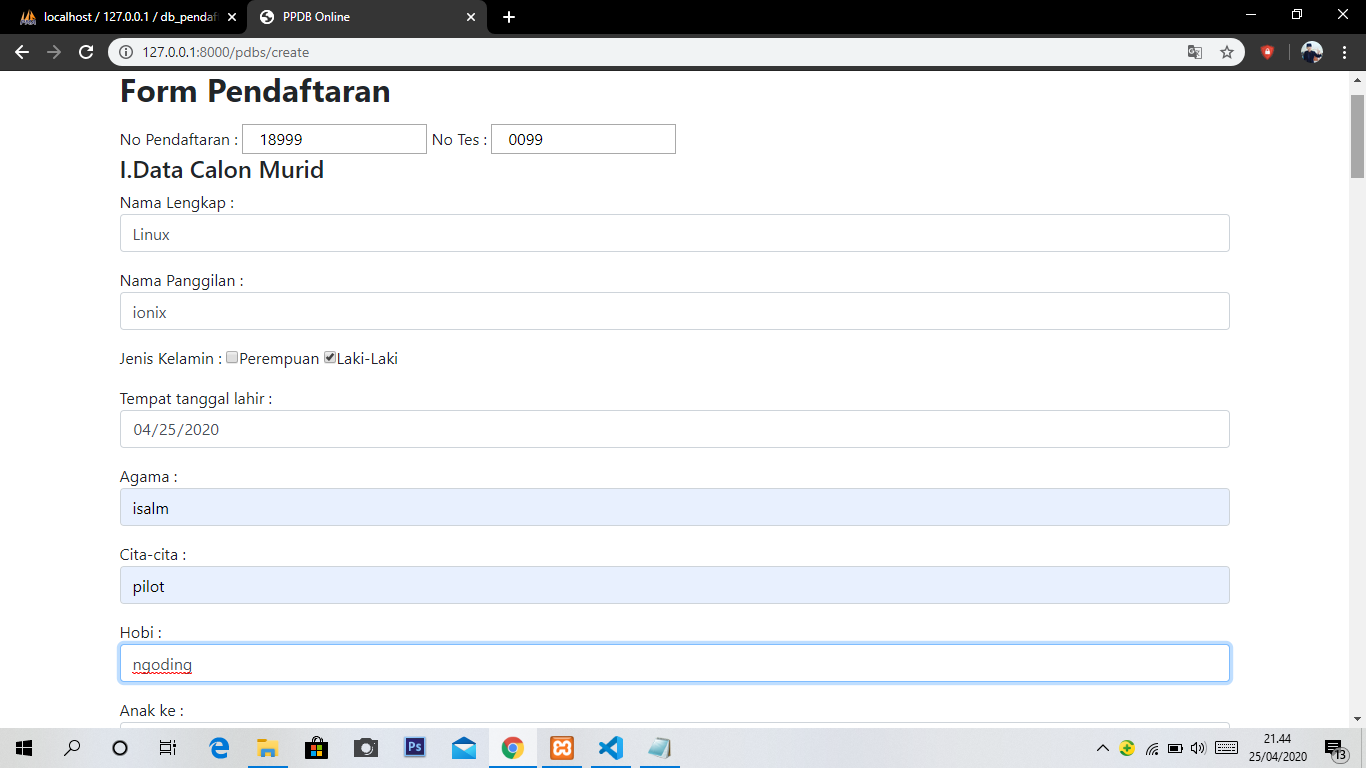 localhost / 127.0.0.1 / db_pendaf
PPDB Online
127.0.0.1:8000/pdbs/create
Form Pendaftaran
No Pendaftaran : 18999 No Tes : 0099
I.Data Calon Murid
Nama Lengkap :
Linux
Nama Panggilan :
ionix
Jenis Kelamin : Perempuan Laki-Laki
Tempat tanggal lahir :
04/25/2020
Agama :
isalm
Cita-cita :
pilot
Hobi :
ngoding
Anak ke :
Ps
21.44
25/04/2020
13